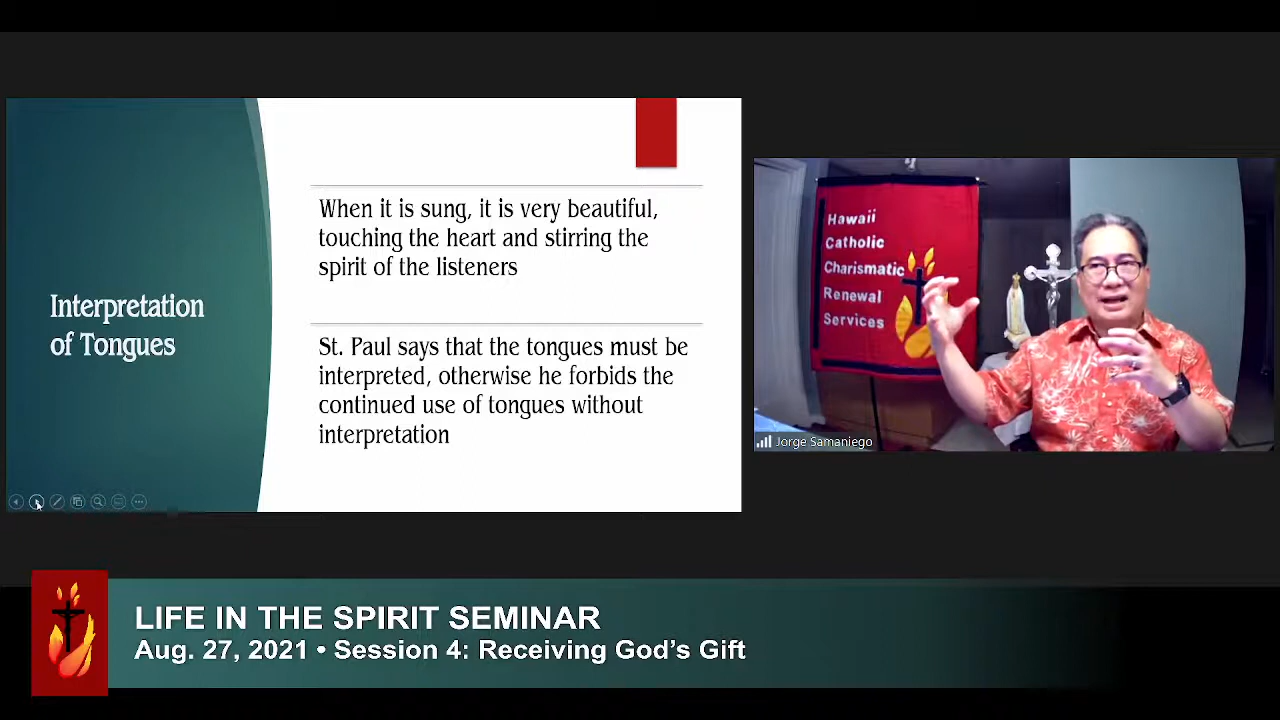 Interpretation
of Tongues
When it is sung, it is very beautiful,
touching the heart and stirring the
spirit of the listeners
St. Paul says that the tongues must be
interpreted, otherwise he forbids the
continued use of tongues without
interpretation
Hawaii
Catholic
Charismatic
Renewal
Services
Jorge Samaniego
LIFE IN THE SPIRIT SEMINAR
Aug. 27, 2021 • Session 4: Receiving God's Gift